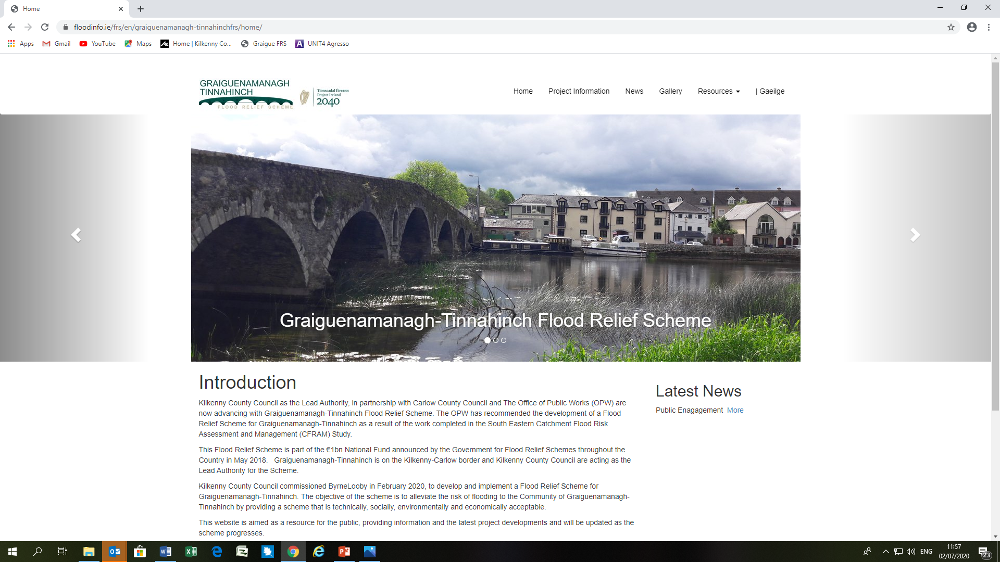 Home
floodinfo.ie/frs/en/graiguenamanagh-tinnahinchfrs/home/
Apps Gmail YouTube Maps Home | Kilkenny Co... Graigue FRS UNIT4 Agresso
GRAIGUENAMANAGH
TINNAHINCH
FLOOD RELIEF SCHEME
Tionscadal Éireann
Project Ireland
2040
Home Project Information News Gallery Resources | Gaeilge
Graiguenamanagh-Tinnahinch Flood Relief Scheme
Introduction
Kilkenny County Council as the Lead Authority, in partnership with Carlow County Council and The Office of Public Works (OPW) are
now advancing with Graiguenamanagh-Tinnahinch Flood Relief Scheme. The OPW has recommended the development of a Flood
Relief Scheme for Graiguenamanagh-Tinnahinch as a result of the work completed in the South Eastern Catchment Flood Risk
Assessment and Management (CFRAM) Study.
This Flood Relief Scheme is part of the €1bn National Fund announced by the Government for Flood Relief Schemes throughout the
Country in May 2018. Graiguenamanagh-Tinnahinch is on the Kilkenny-Carlow border and Kilkenny County Council are acting as the
Lead Authority for the Scheme.
Kilkenny County Council commissioned ByrneLooby in February 2020, to develop and implement a Flood Relief Scheme for
Graiguenamanagh-Tinnahinch. The objective of the scheme is to alleviate the risk of flooding to the Community of Graiguenamanagh-
Tinnahinch by providing a scheme that is technically, socially, environmentally and economically acceptable.
This website is aimed as a resource for the public, providing information and the latest project developments and will be updated as the
scheme progresses.
Latest News
Public Enagagement More
ENG
11:57
02/07/2020
23